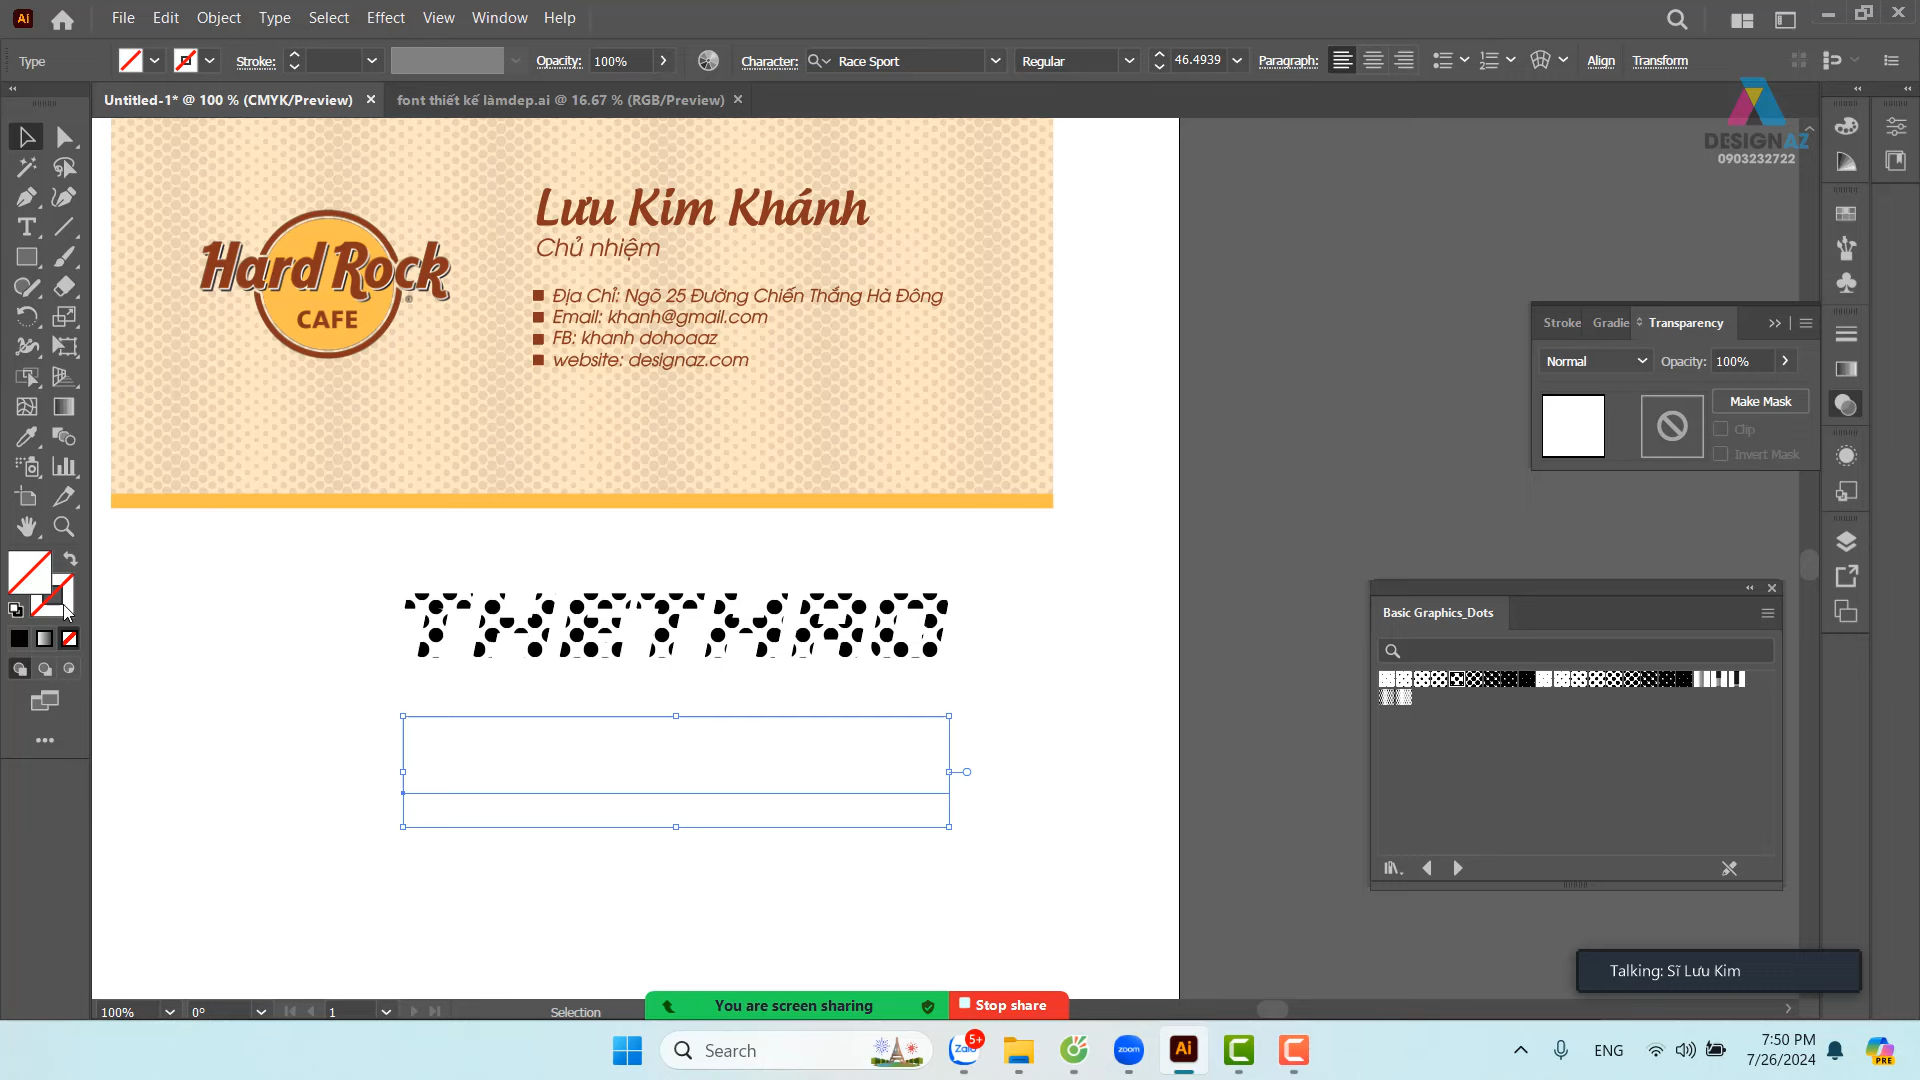 File Edit Object Type Select Effect View Window Help
Type Stroke: Opacity: 100% Character: Race Sport Regular 46.4939 Paragraph: Align Transform
Untitled-1* @ 100 % (CMYK/Preview) font thiết kế làmdep.ai @ 16.67 % (RGB/Preview)
DESIGNAZ
0903232722
Lưu Kim Khánh
Chủ nhiệm
Hard Rock
CAFE
Địa Chỉ: Ngõ 25 Đường Chiến Thắng Hà Đông
Email: khanh@gmail.com
FB: khanh dohoaaz
website: designaz.com
Stroke Gradie Transparency
Normal Opacity: 100%
Make Mask
Clip
Invert Mask
THETHAO
Basic Graphics_Dots
Talking: Sĩ Lưu Kim
100% 0° 1 Selection
You are screen sharing Stop share
Search
Zalo 5+ zoom Ai
ENG
7:50 PM
7/26/2024
PRE